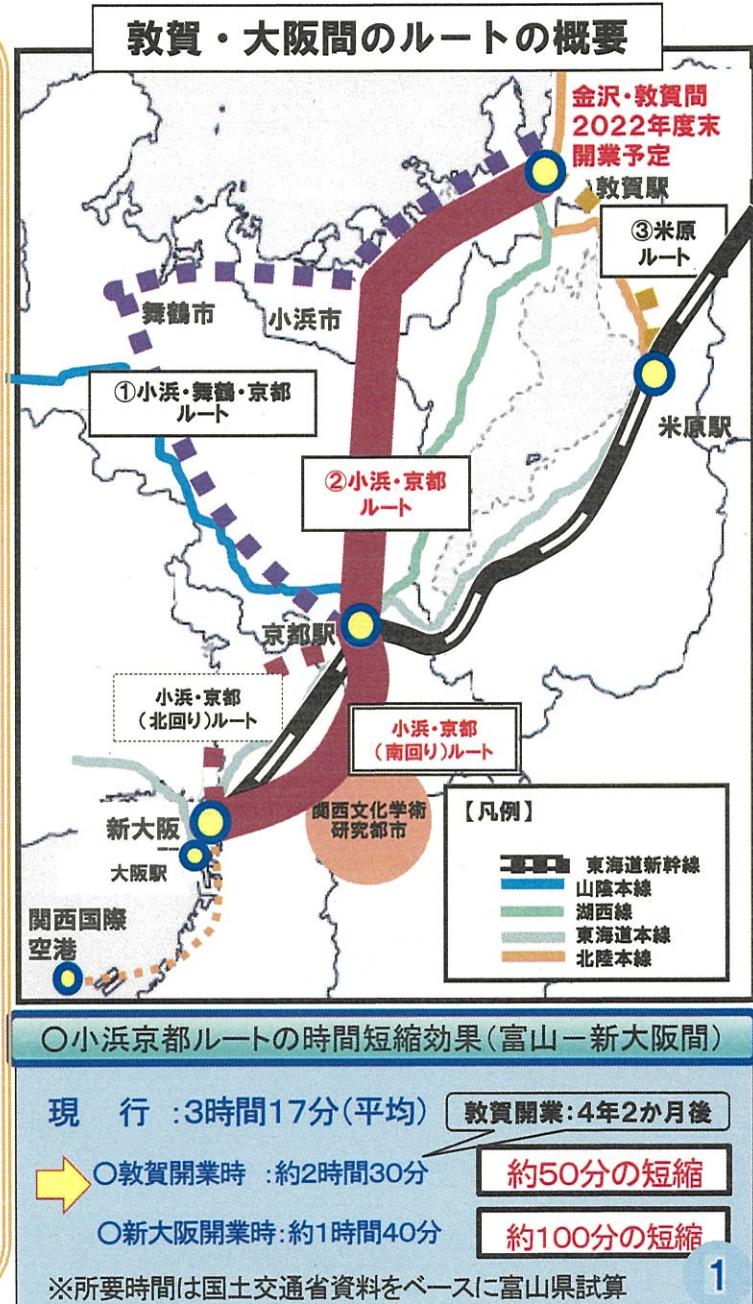 敦賀・大阪間のルートの概要
金沢・敦賀間
2022年度末
開業予定
敦賀駅
③米原
ルート
舞鶴市
小浜市
①小浜・舞鶴・京都
ルート
米原駅
②小浜・京都
ルート
京都駅
小浜・京都
(北回り)ルート
小浜・京都
(南回り)ルート
新大阪
大阪駅
関西文化学術
研究都市
関西国際
空港
【凡例】
東海道新幹線
山陰本線
湖西線
東海道本線
北陸本線
○小浜京都ルートの時間短縮効果(富山－新大阪間)
現 行 :3時間17分(平均)
敦賀開業:4年2か月後
○敦賀開業時 :約2時間30分
約50分の短縮
○新大阪開業時:約1時間40分
約100分の短縮
※所要時間は国土交通省資料をベースに富山県試算
1